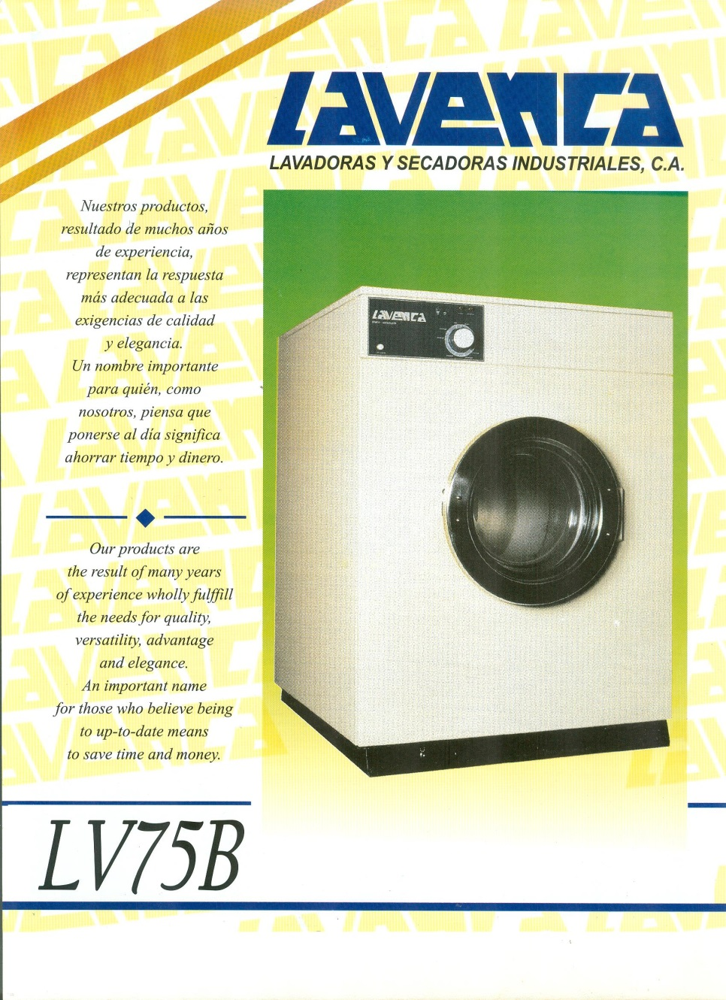 LAVENCA
LAVADORAS Y SECADORAS INDUSTRIALES, C.A.
Nuestros productos,
resultado de muchos años
de experiencia,
representan la respuesta
más adecuada a las
exigencias de calidad
y elegancia.
Un nombre importante
para quién, como
nosotros, piensa que
ponerse al día significa
ahorrar tiempo y dinero.
Our products are
the result of many years
of experience wholly fulffill
the needs for quality,
versatility, advantage
and elegance.
An important name
for those who believe being
to up-to-date means
to save time and money.
LAVENCA
LV75B